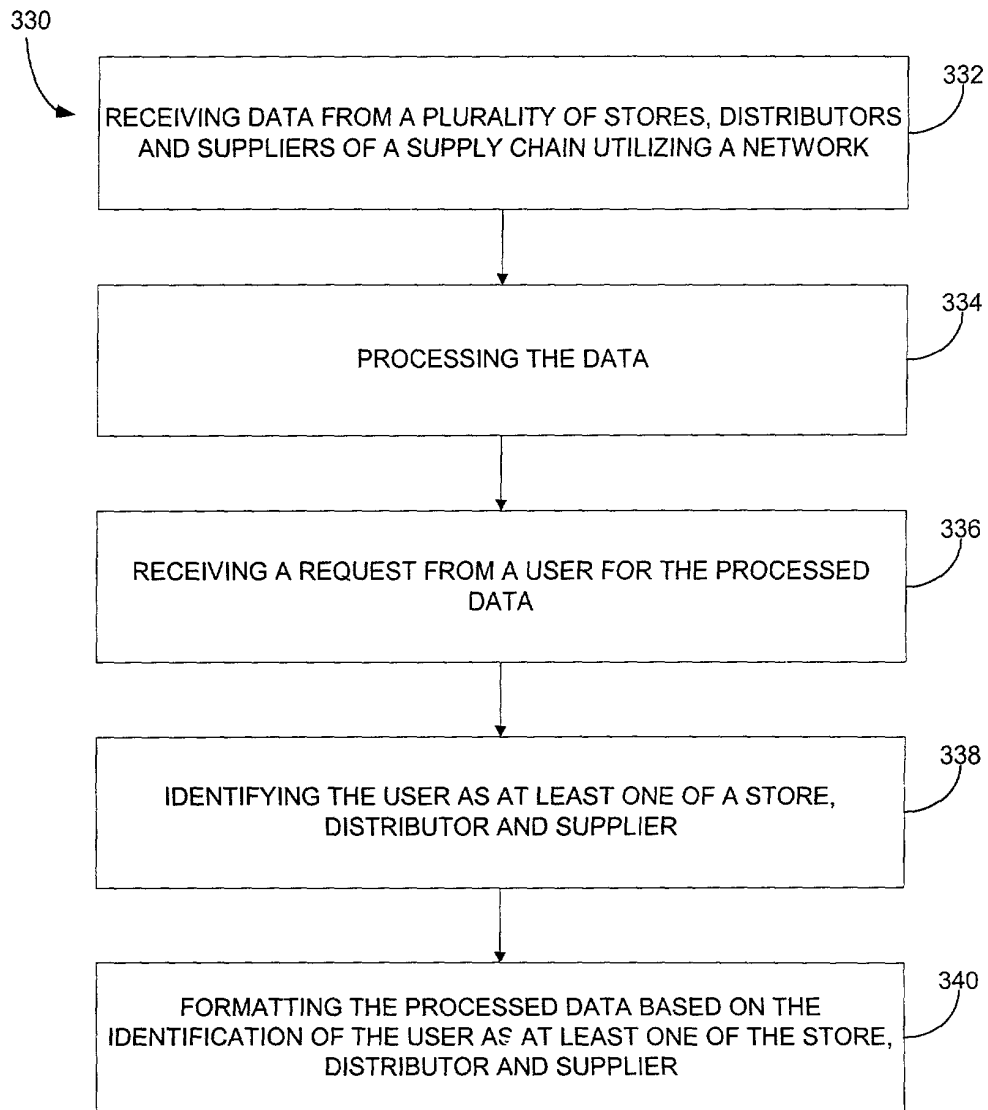 330
332
RECEIVING DATA FROM A PLURALITY OF STORES, DISTRIBUTORS
AND SUPPLIERS OF A SUPPLY CHAIN UTILIZING A NETWORK
334
PROCESSING THE DATA
336
RECEIVING A REQUEST FROM A USER FOR THE PROCESSED
DATA
338
IDENTIFYING THE USER AS AT LEAST ONE OF A STORE,
DISTRIBUTOR AND SUPPLIER
340
FORMATTING THE PROCESSED DATA BASED ON THE
IDENTIFICATION OF THE USER AS AT LEAST ONE OF THE STORE,
DISTRIBUTOR AND SUPPLIER